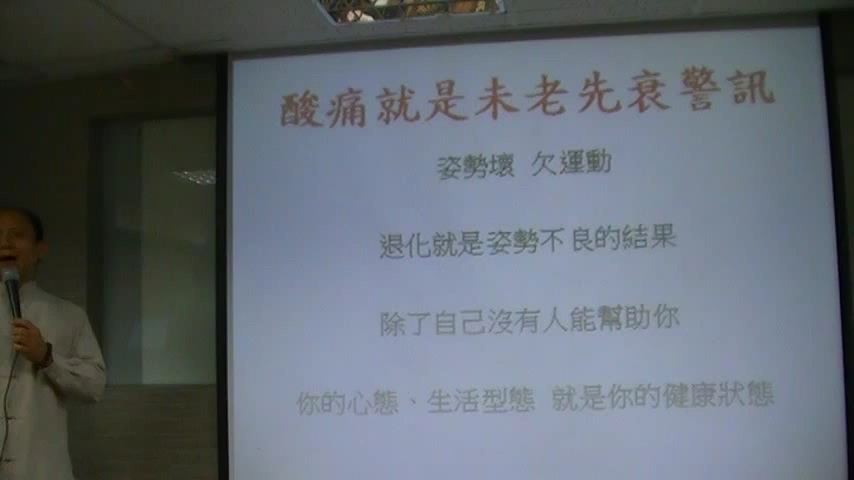 酸痛就是未老先衰警訊
姿勢壞 欠運動
退化就是姿勢不良的結果
除了自己沒有人能幫助你
你的心態、生活型態 就是你的健康狀態